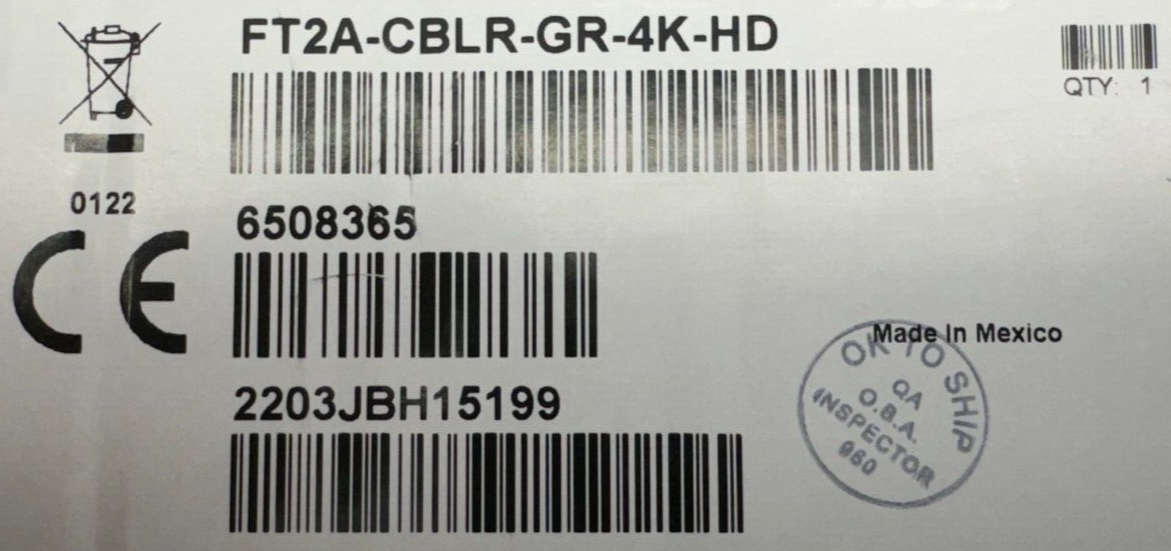 FT2A-CBLR-GR-4K-HD
QTY: 1
0122
6508365
CE
2203JBH15199
Made In Mexico
OK TO SHIP
QA
O.B.A.
INSPECTOR
960